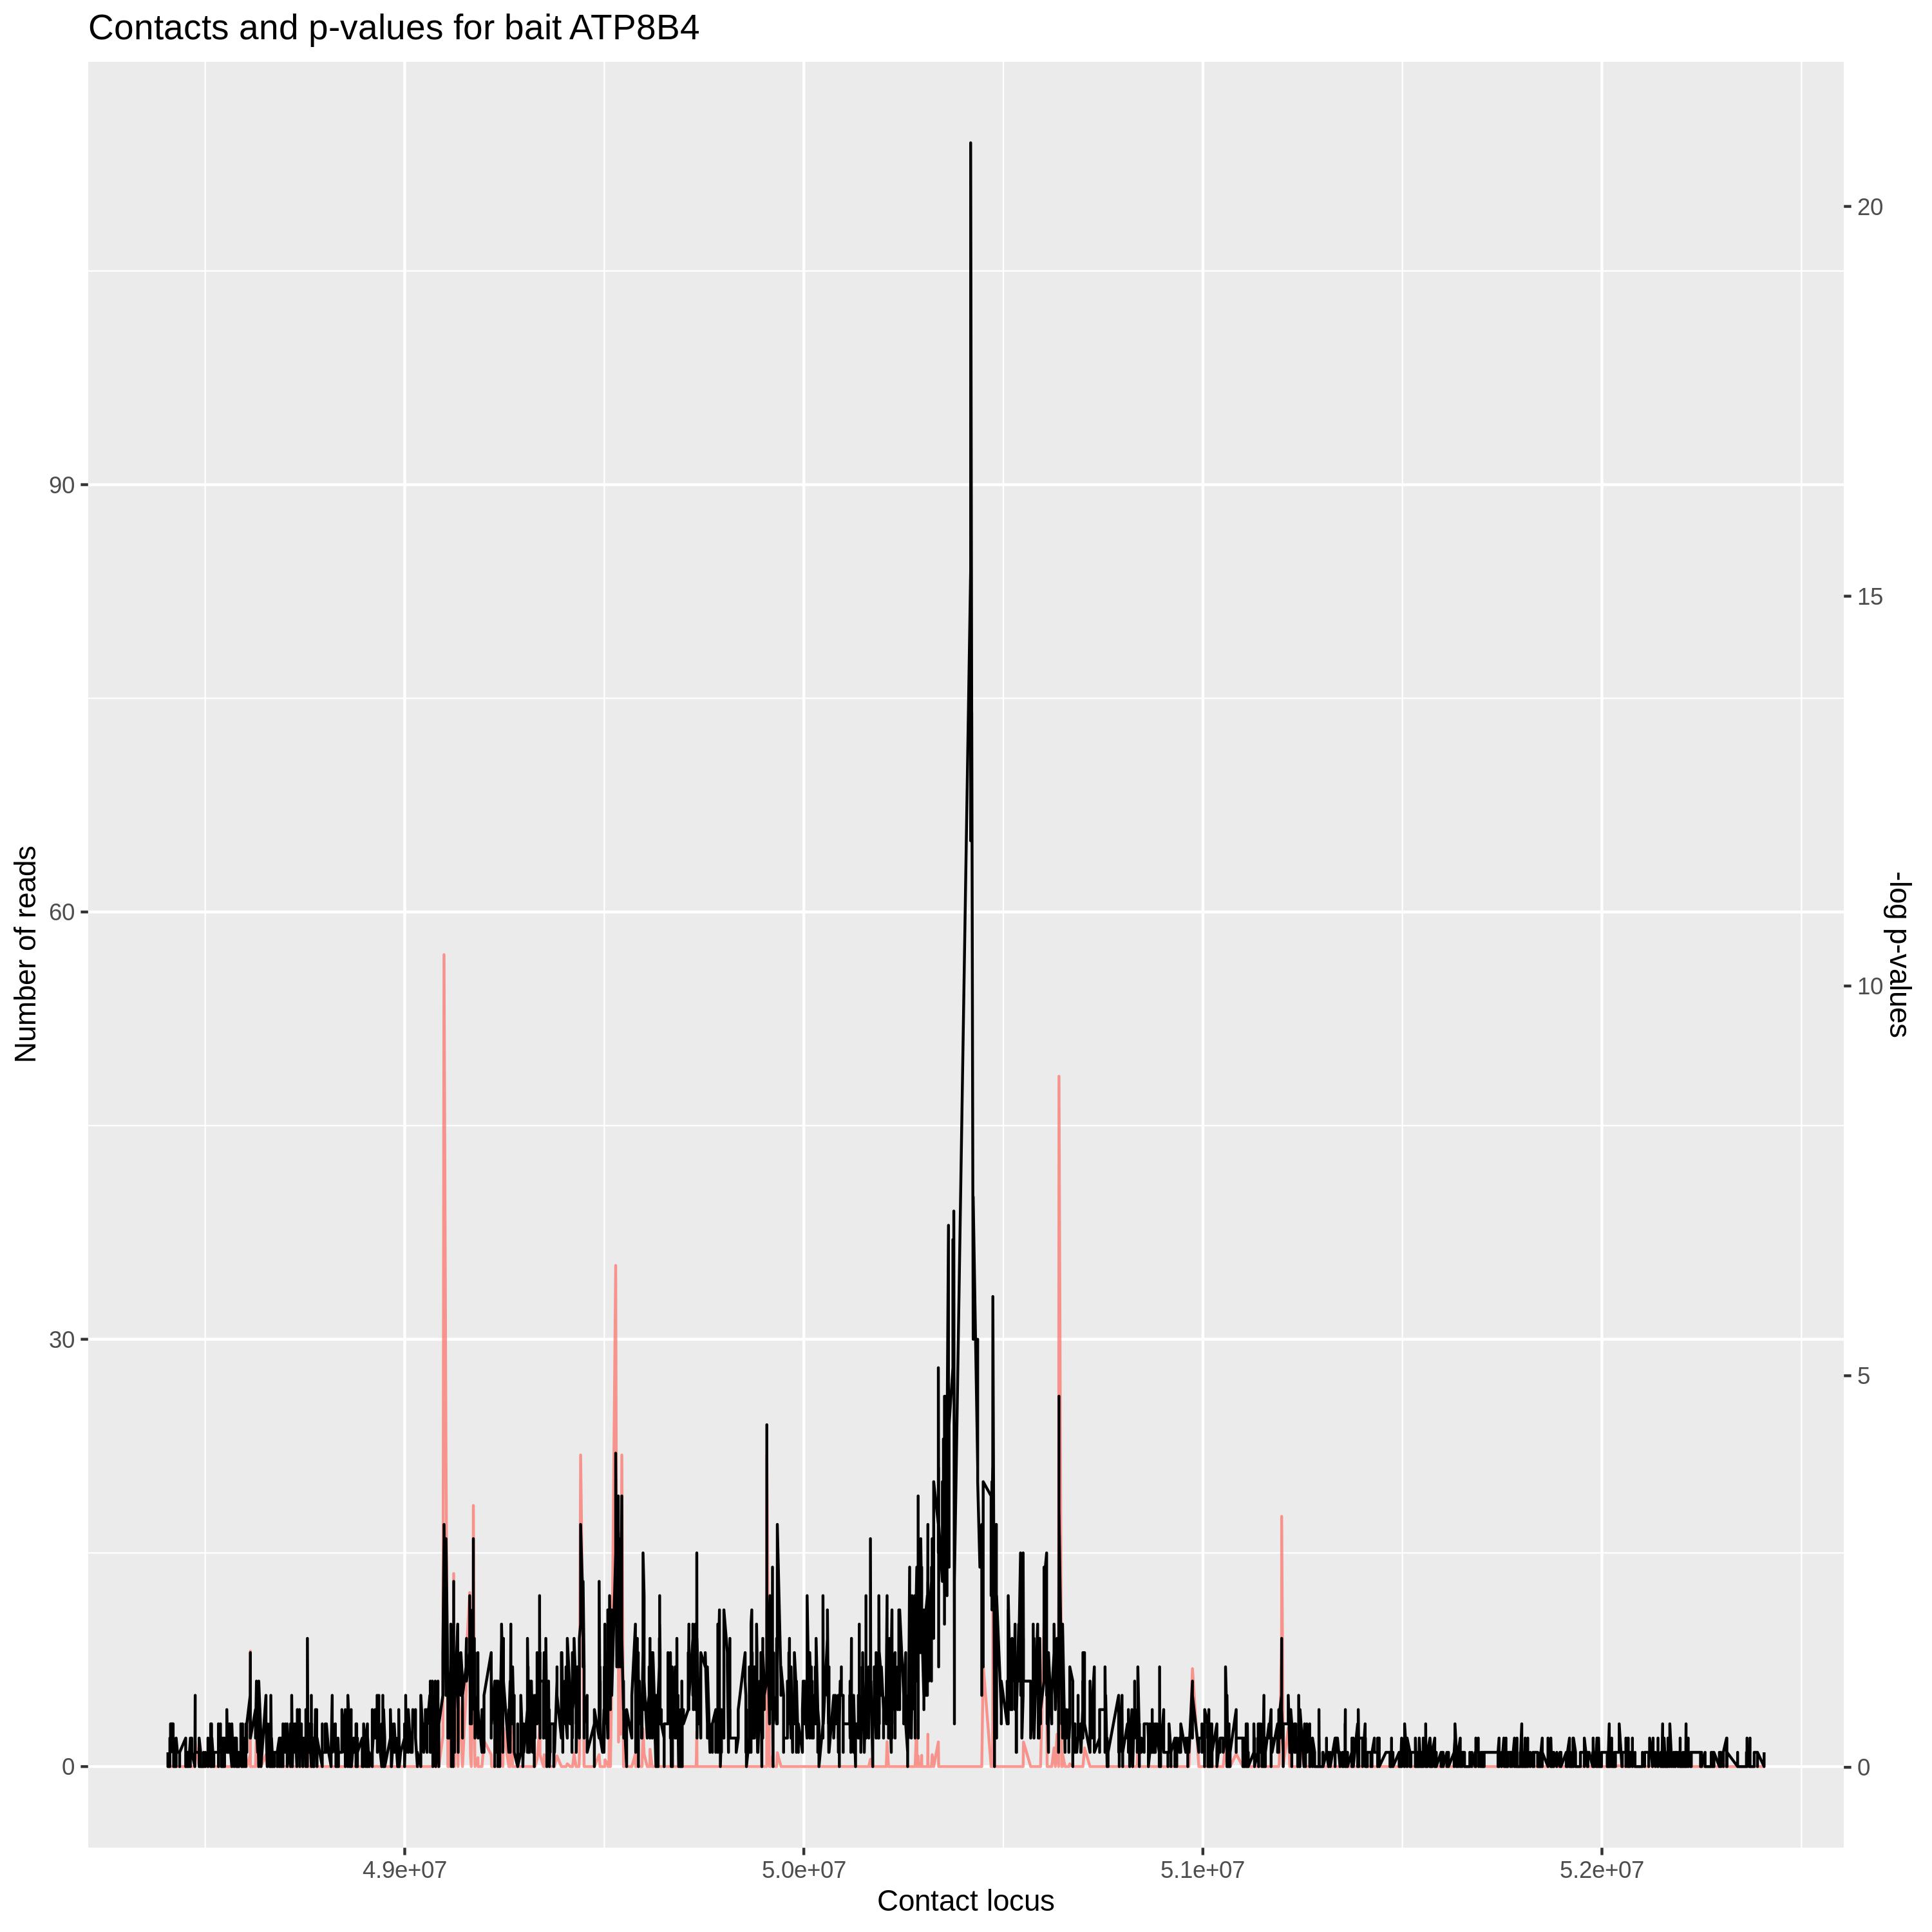 Contacts and p-values for bait ATP8B4
90
60
30
0
Number of reads
20
15
10
5
0
-log p-values
4.9e+07 5.0e+07 5.1e+07 5.2e+07
Contact locus